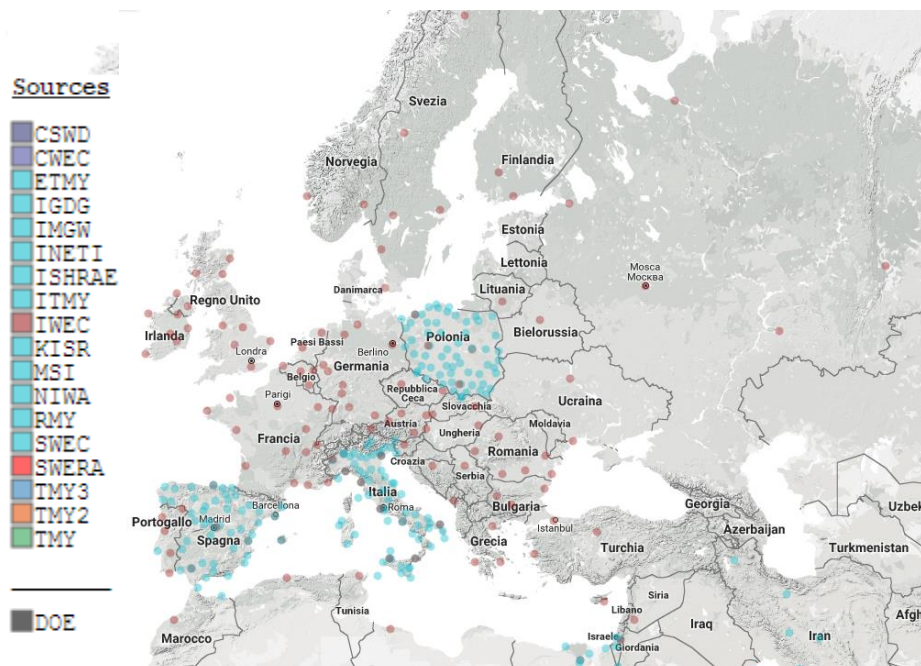 Sources
CSWD
CWEC
ETMY
IGDG
IMGW
INETI
ISHRAE
ITMY
IWEC
KISR
MSI
NIWA
RMY
SWEC
SWERA
TMY3
TMY2
TMY
DOE
Svezia
Norvegia
Finlandia
Estonia
Lettonia
Mosca
Москва
Danimarca
Lituania
Regno Unito
Bielorussia
Irlanda
Polonia
Paesi Bassi
Berlino
Londra
Germania
Belgio
Parigi
Repubblica
Ceca
Ucraina
Slovacchia
Francia
Austria
Ungheria
Moldavia
Croazia
Romania
Serbia
Italia
Barcellona
Roma
Bulgaria
Georgia
Uzbek
Portogallo
Madrid
Spagna
Istanbul
Azerbaijan
Grecia
Turchia
Turkmenistan
Siria
Tunisia
Libano
Afgh
Marocco
Iraq
Iran
Israele
Giordania